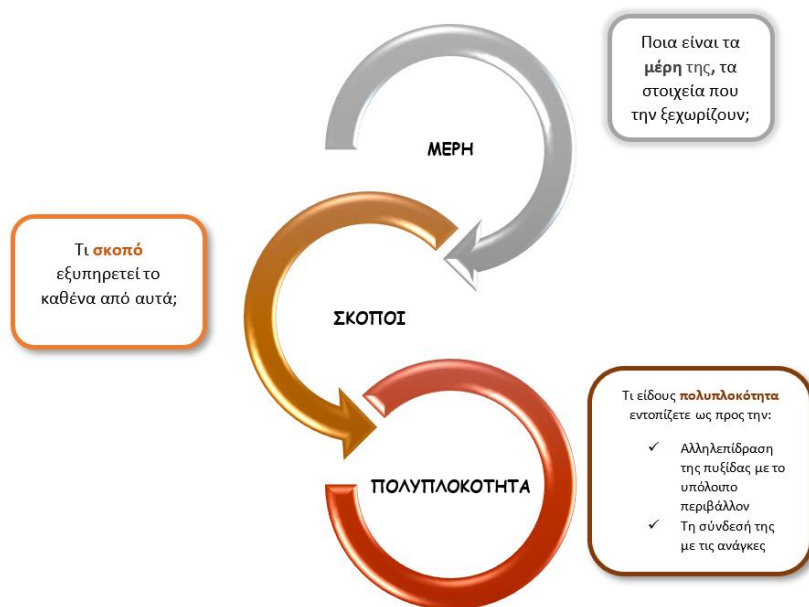 Ποια είναι τα
μέρη της, τα
στοιχεία που
την ξεχωρίζουν;
ΜΕΡΗ
Τι σκοπό
εξυπηρετεί το
καθένα από αυτά;
ΣΚΟΠΟΙ
Τι είδους πολυπλοκότητα
εντοπίζετε ως προς την:
✓ Αλληλεπίδραση
της πυξίδας με το
υπόλοιπο
περιβάλλον
✓ Τη σύνδεσή της
με τις ανάγκες
ΠΟΛΥΠΛΟΚΟΤΗΤΑ